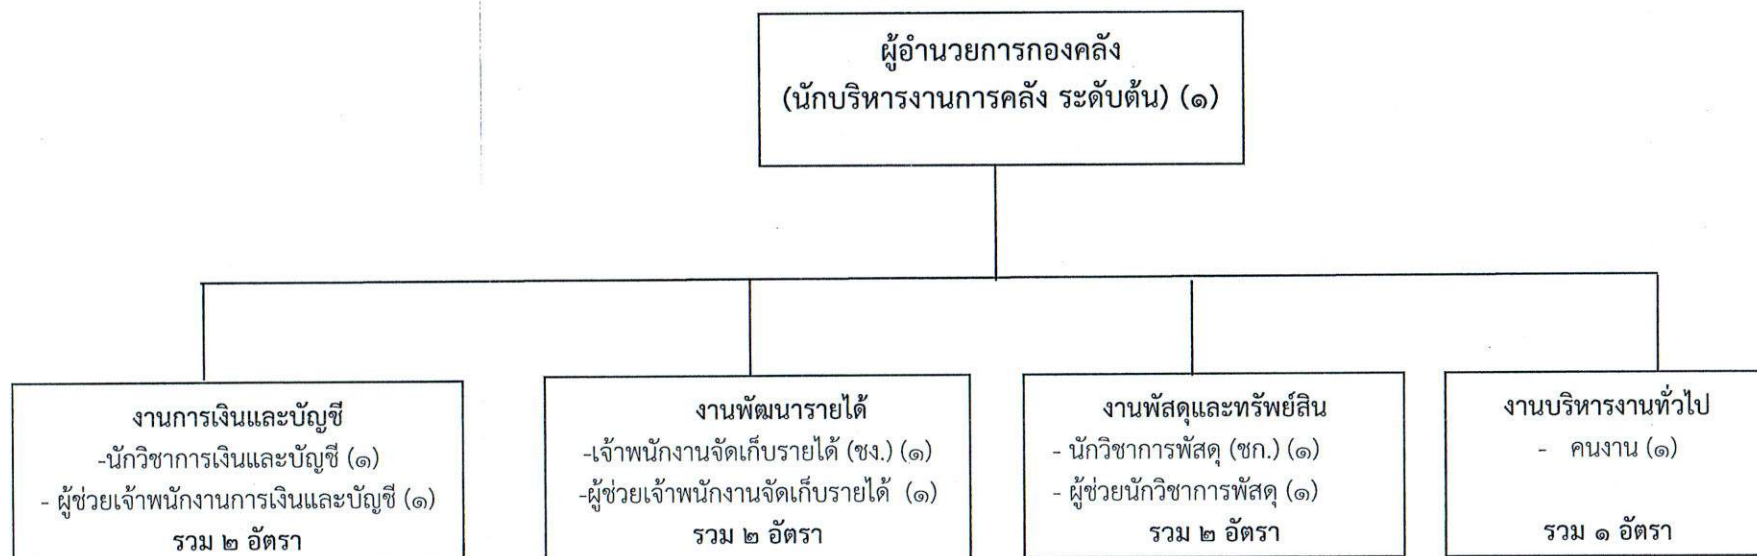 ผู้อำนวยการกองคลัง
(นักบริหารงานการคลัง ระดับต้น) (๑)
งานการเงินและบัญชี
-นักวิชาการเงินและบัญชี (๑)
- ผู้ช่วยเจ้าพนักงานการเงินและบัญชี (๑)
รวม ๒ อัตรา
งานพัฒนารายได้
-เจ้าพนักงานจัดเก็บรายได้ (ชง.) (๑)
-ผู้ช่วยเจ้าพนักงานจัดเก็บรายได้ (๑)
รวม ๒ อัตรา
งานพัสดุและทรัพย์สิน
- นักวิชาการพัสดุ (ชก.) (๑)
- ผู้ช่วยนักวิชาการพัสดุ (๑)
รวม ๒ อัตรา
งานบริหารงานทั่วไป
- คนงาน (๑)
รวม ๑ อัตรา